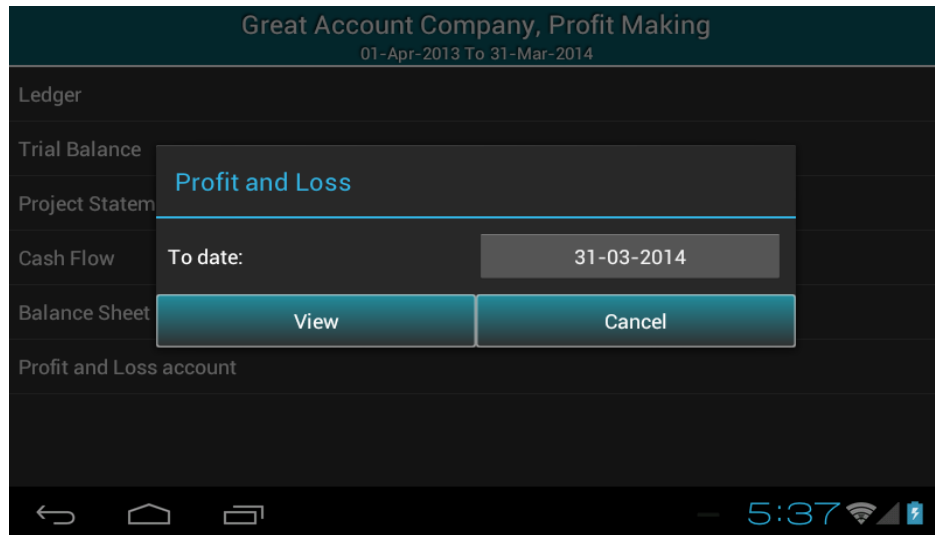 Great Account Company, Profit Making
01-Apr-2013 To 31-Mar-2014
Ledger
Trial Balance
Profit and Loss
Project Statem
Cash Flow
To date:
31-03-2014
Balance Sheet
View
Cancel
Profit and Loss account
5:37